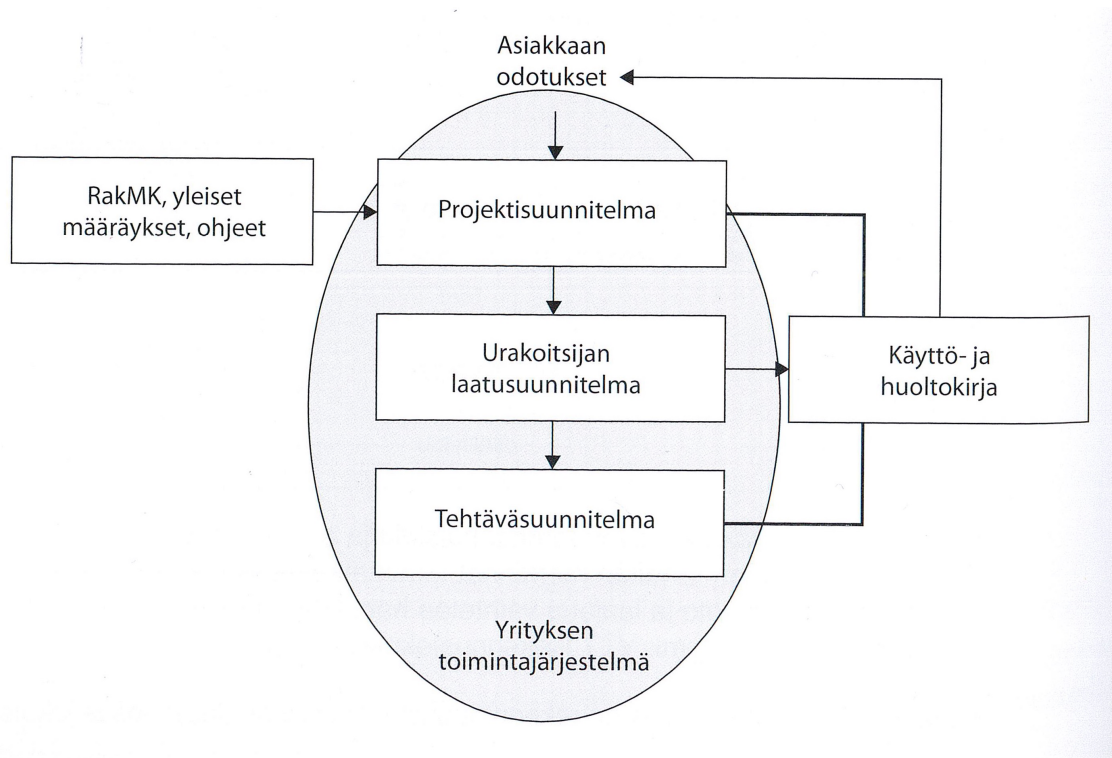 Asiakkaan
odotukset
RakMK, yleiset
määräykset, ohjeet
Projektisuunnitelma
Urakoitsijan
laatusuunnitelma
Käyttö- ja
huoltokirja
Tehtäväsuunnitelma
Yrityksen
toimintajärjestelmä